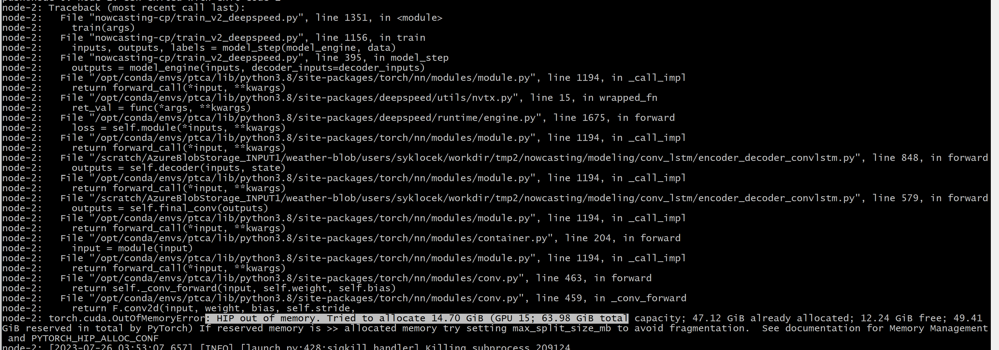 node-2: Traceback (most recent call last):
node-2:   File "nowcasting-cp/train_v2_deepspeed.py", line 1351, in <module>
node-2:     train(args)
node-2:   File "nowcasting-cp/train_v2_deepspeed.py", line 1156, in train
node-2:     inputs, outputs, labels = model_step(model_engine, data)
node-2:   File "nowcasting-cp/train_v2_deepspeed.py", line 395, in model_step
node-2:     outputs = model_engine(inputs, decoder_inputs=decoder_inputs)
node-2:   File "/opt/conda/envs/ptca/lib/python3.8/site-packages/torch/nn/modules/module.py", line 1194, in _call_impl
node-2:     return forward_call(*input, **kwargs)
node-2:   File "/opt/conda/envs/ptca/lib/python3.8/site-packages/deepspeed/utils/nvtx.py", line 15, in wrapped_fn
node-2:     ret_val = func(*args, **kwargs)
node-2:   File "/opt/conda/envs/ptca/lib/python3.8/site-packages/deepspeed/runtime/engine.py", line 1675, in forward
node-2:     loss = self.module(*inputs, **kwargs)
node-2:   File "/opt/conda/envs/ptca/lib/python3.8/site-packages/torch/nn/modules/module.py", line 1194, in _call_impl
node-2:     return forward_call(*input, **kwargs)
node-2:   File "/scratch/AzureBlobStorage_INPUT1/weather-blob/users/syklocek/workdir/tmp2/nowcasting/modeling/conv_lstm/encoder_decoder_convlstm.py", line 848, in forward
node-2:     outputs = self.decoder(inputs, state)
node-2:   File "/opt/conda/envs/ptca/lib/python3.8/site-packages/torch/nn/modules/module.py", line 1194, in _call_impl
node-2:     return forward_call(*input, **kwargs)
node-2:   File "/scratch/AzureBlobStorage_INPUT1/weather-blob/users/syklocek/workdir/tmp2/nowcasting/modeling/conv_lstm/encoder_decoder_convlstm.py", line 579, in forward
node-2:     outputs = self.final_conv(outputs)
node-2:   File "/opt/conda/envs/ptca/lib/python3.8/site-packages/torch/nn/modules/module.py", line 1194, in _call_impl
node-2:     return forward_call(*input, **kwargs)
node-2:   File "/opt/conda/envs/ptca/lib/python3.8/site-packages/torch/nn/modules/container.py", line 204, in forward
node-2:     input = module(input)
node-2:   File "/opt/conda/envs/ptca/lib/python3.8/site-packages/torch/nn/modules/module.py", line 1194, in _call_impl
node-2:     return forward_call(*input, **kwargs)
node-2:   File "/opt/conda/envs/ptca/lib/python3.8/site-packages/torch/nn/modules/conv.py", line 463, in forward
node-2:     return self._conv_forward(input, self.weight, self.bias)
node-2:   File "/opt/conda/envs/ptca/lib/python3.8/site-packages/torch/nn/modules/conv.py", line 459, in _conv_forward
node-2:     return F.conv2d(input, weight, bias, self.stride,
node-2: torch.cuda.OutOfMemoryError: HIP out of memory. Tried to allocate 14.70 GiB (GPU 15; 63.98 GiB total capacity; 47.12 GiB already allocated; 12.24 GiB free; 49.41
GiB reserved in total by PyTorch) If reserved memory is >> allocated memory try setting max_split_size_mb to avoid fragmentation.  See documentation for Memory Management
 and PYTORCH_HIP_ALLOC_CONF
node-2: [2023-07-26 03:53:07,657] [INFO] [launch.py:428:sigkill_handler] Killing subprocess 209124